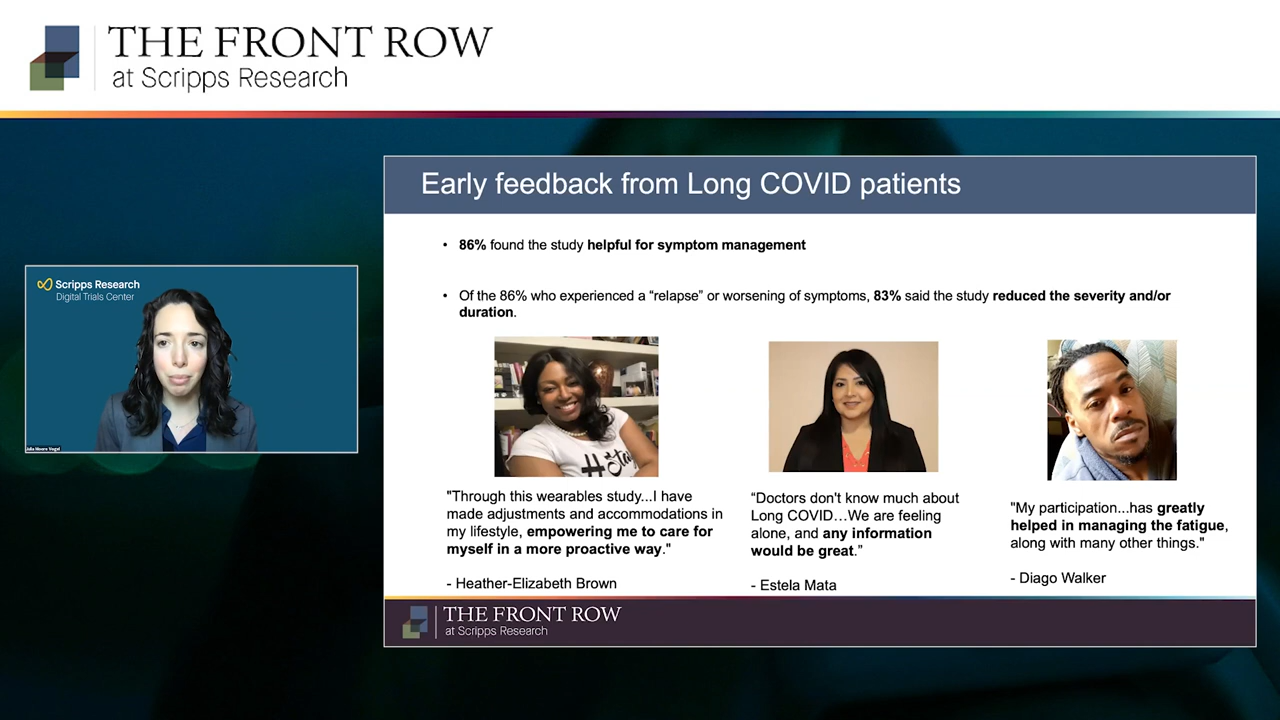 THE FRONT ROW
at Scripps Research
Scripps Research
Digital Trials Center
Julia Moore Vogel
Early feedback from Long COVID patients
• 86% found the study helpful for symptom management
• Of the 86% who experienced a “relapse” or worsening of symptoms, 83% said the study reduced the severity and/or
duration.
#Stay
"Through this wearables study...I have
made adjustments and accommodations in
my lifestyle, empowering me to care for
myself in a more proactive way."
- Heather-Elizabeth Brown
“Doctors don't know much about
Long COVID…We are feeling
alone, and any information
would be great.”
- Estela Mata
"My participation...has greatly
helped in managing the fatigue,
along with many other things."
- Diago Walker
THE FRONT ROW
at Scripps Research